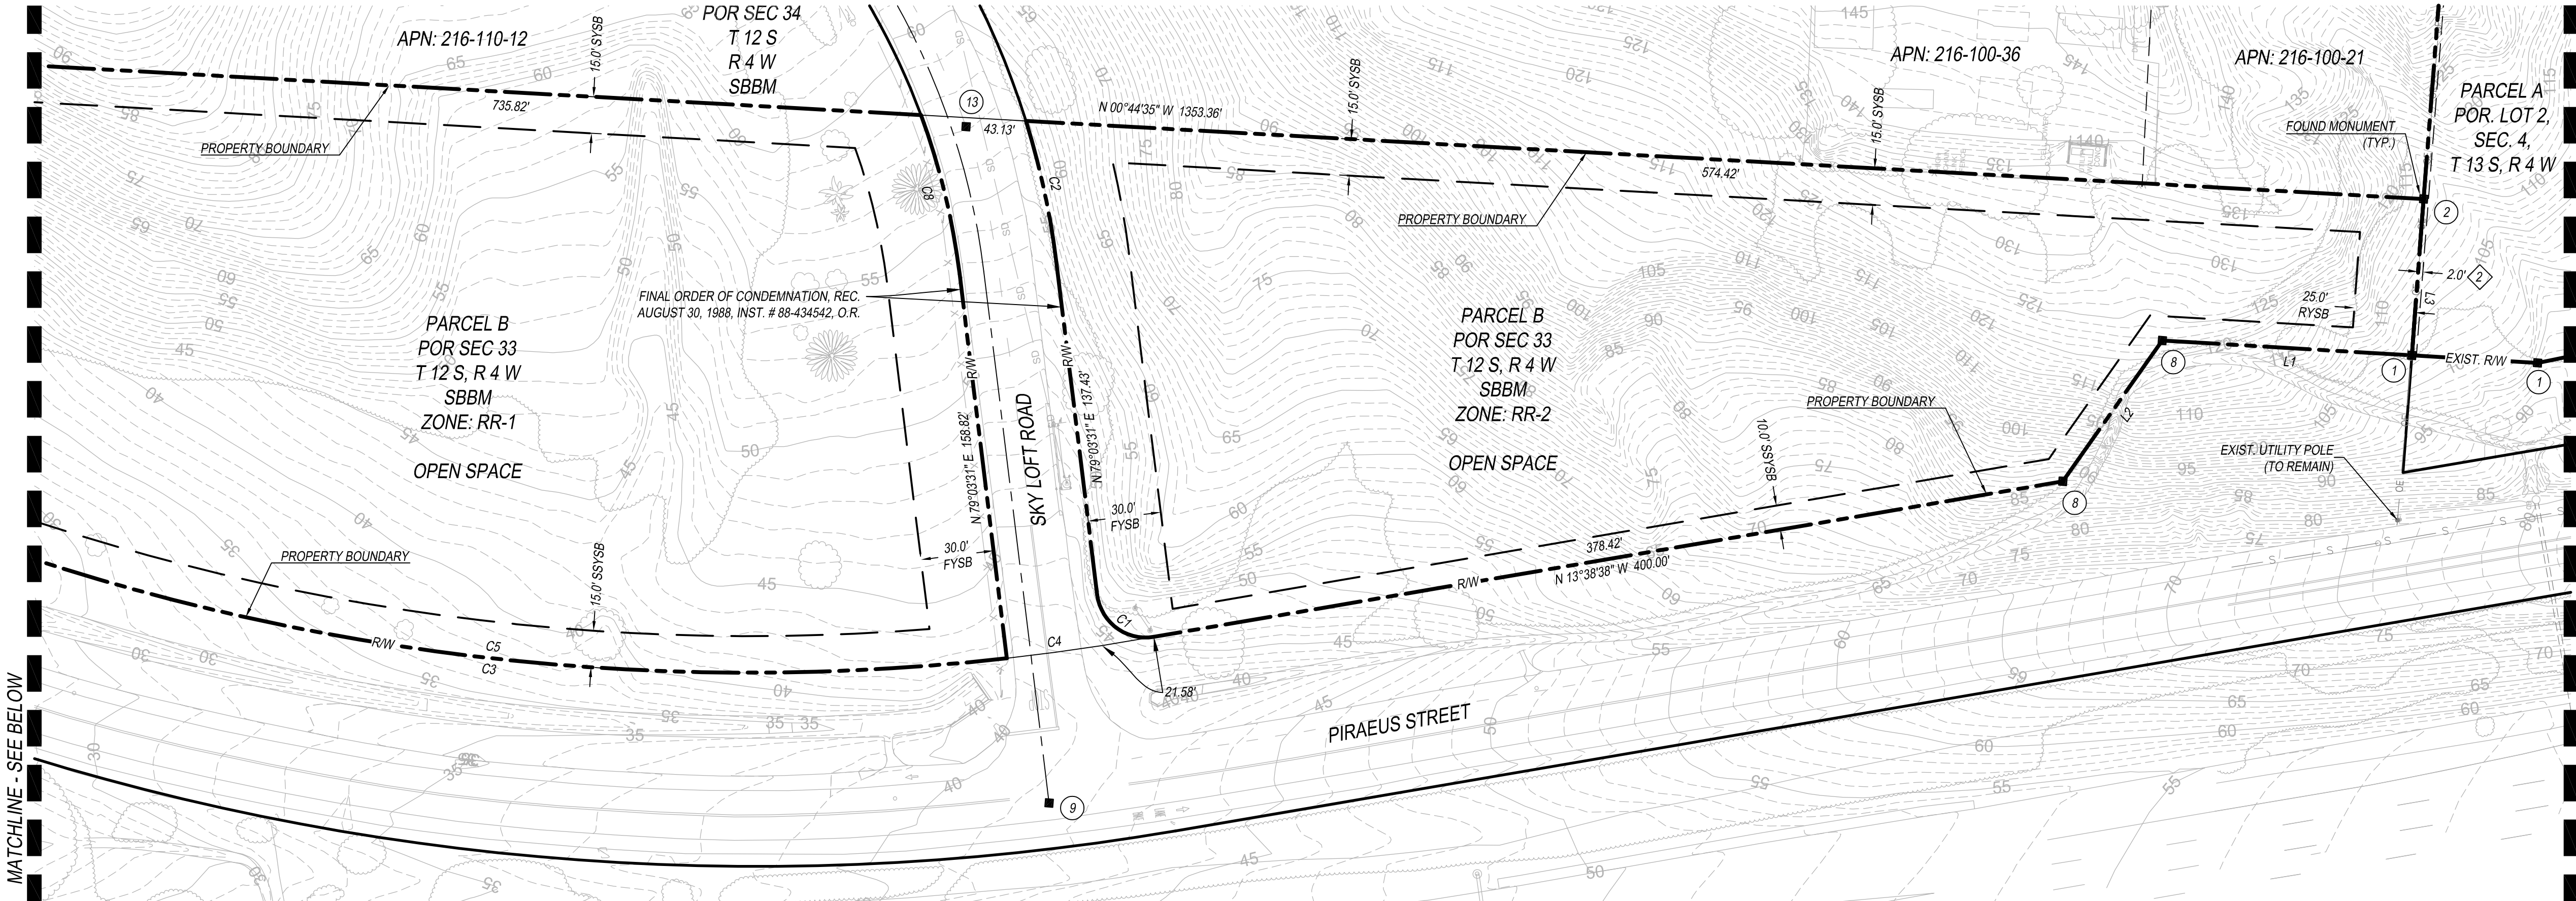 POR SEC 34
T 12 S
R 4 W
SBBM
APN: 216-110-12
15.0' SYSB
735.82'
PROPERTY BOUNDARY
13
43.13'
N 00°44'35" W 1353.36'
15.0' SYSB
APN: 216-100-36
15.0' SYSB
574.42'
PROPERTY BOUNDARY
APN: 216-100-21
PARCEL A
POR. LOT 2,
SEC. 4,
T 13 S, R 4 W
FOUND MONUMENT
(TYP.)
2
2.0'
2
L3
25.0'
RYSB
C8
C2
FINAL ORDER OF CONDEMNATION, REC.
AUGUST 30, 1988, INST. # 88-434542, O.R.
PARCEL B
POR SEC 33
T 12 S, R 4 W
SBBM
ZONE: RR-1
OPEN SPACE
R/W
N 79°03'31" E 158.82'
SKY LOFT ROAD
R/W
N 79°03'31" E 137.43'
30.0'
FYSB
30.0'
FYSB
PARCEL B
POR SEC 33
T 12 S, R 4 W
SBBM
ZONE: RR-2
OPEN SPACE
PROPERTY BOUNDARY
10.0' SSYSB
8
L1
1
EXIST. R/W
1
L2
8
EXIST. UTILITY POLE
(TO REMAIN)
OE
S
S
S
S
PROPERTY BOUNDARY
15.0' SSYSB
R/W
C5
C3
C4
C1
21.58'
378.42'
R/W
N 13°38'38" W 400.00'
PIRAEUS STREET
9
MATCHLINE - SEE BELOW